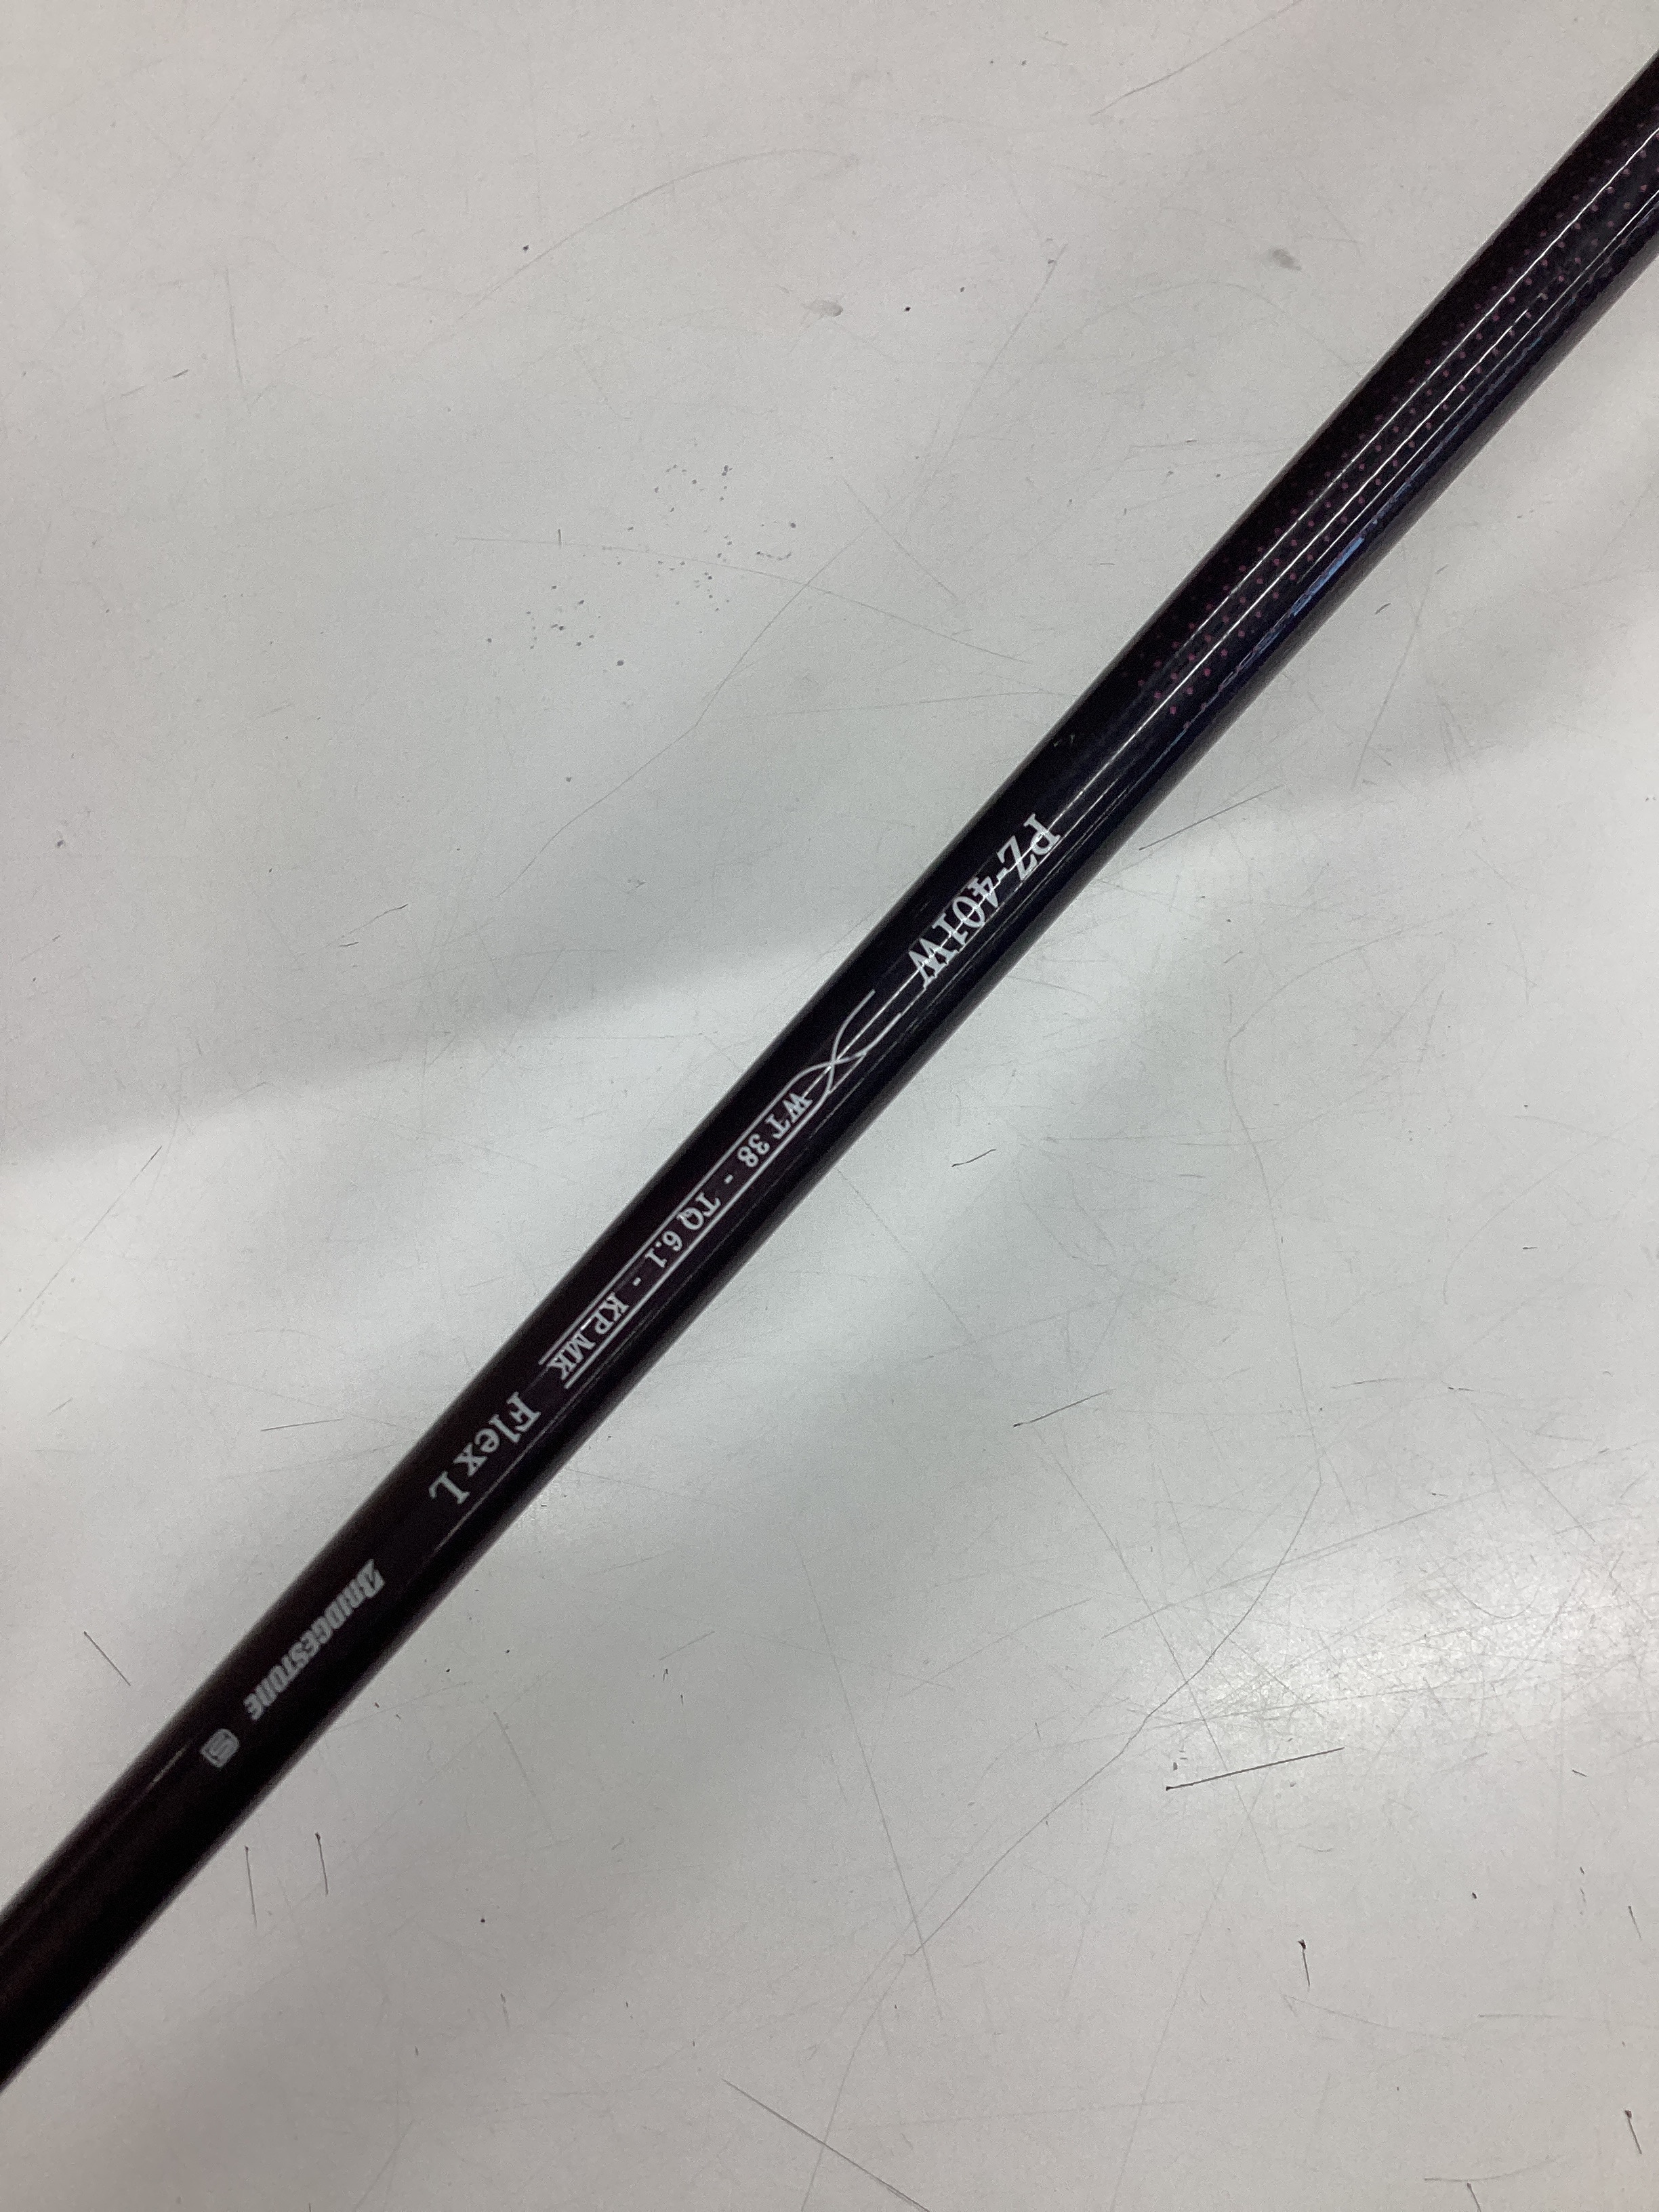 PZ-401W
WT 38 - TQ 6.1 - KP MK
Flex L
BRIDGESTONE S